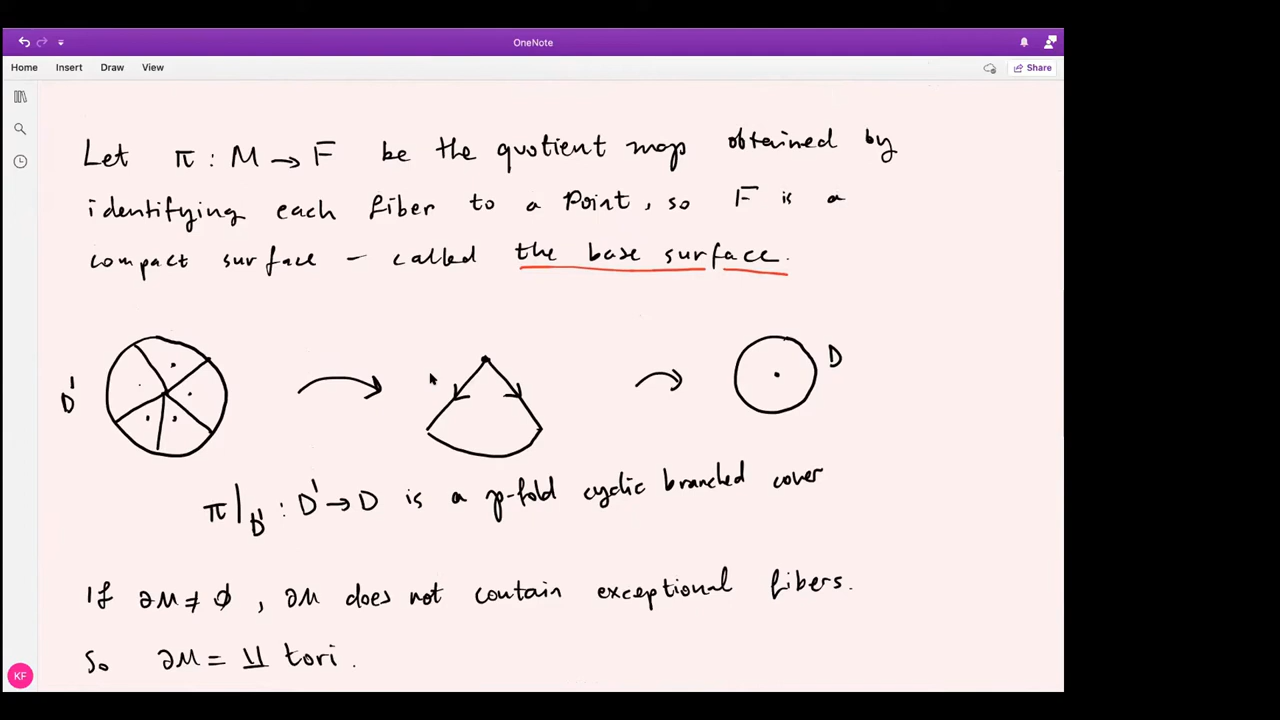 OneNote
Home Insert Draw View Share
Let π : M → F be the quotient map obtained by
identifying each fiber to a point, so F is a
compact surface – called the base surface.
D'
D
π|D' : D' → D is a p-fold cyclic branched cover
If ∂M ≠ ∅, ∂M does not contain exceptional fibers.
So ∂M = ⨿ tori.
KF